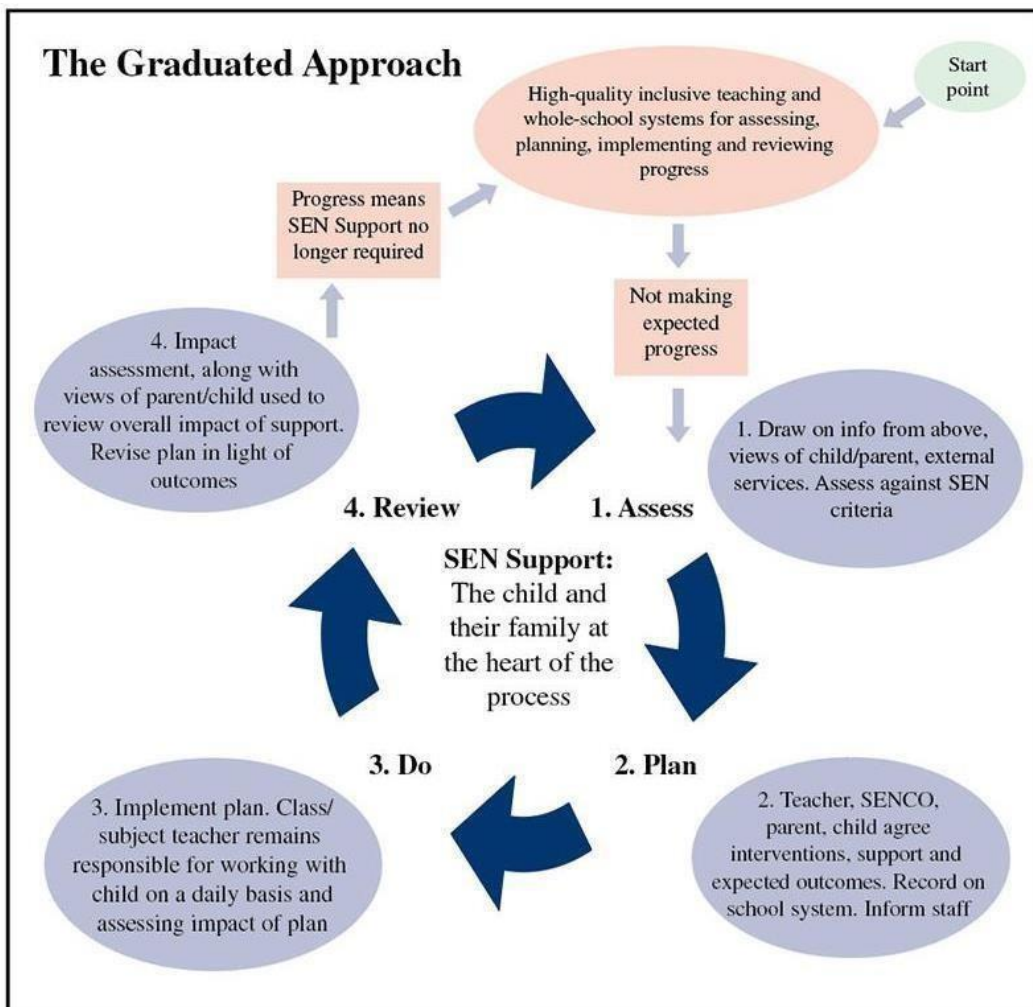 The Graduated Approach
Start
point
High-quality inclusive teaching and
whole-school systems for assessing,
planning, implementing and reviewing
progress
Progress means
SEN Support no
longer required
Not making
expected
progress
4. Impact
assessment, along with
views of parent/child used to
review overall impact of support.
Revise plan in light of
outcomes
1. Draw on info from above,
views of child/parent, external
services. Assess against SEN
criteria
4. Review
1. Assess
SEN Support:
The child and
their family at
the heart of the
process
3. Do
2. Plan
3. Implement plan. Class/
subject teacher remains
responsible for working with
child on a daily basis and
assessing impact of plan
2. Teacher, SENCO,
parent, child agree
interventions, support and
expected outcomes. Record on
school system. Inform staff